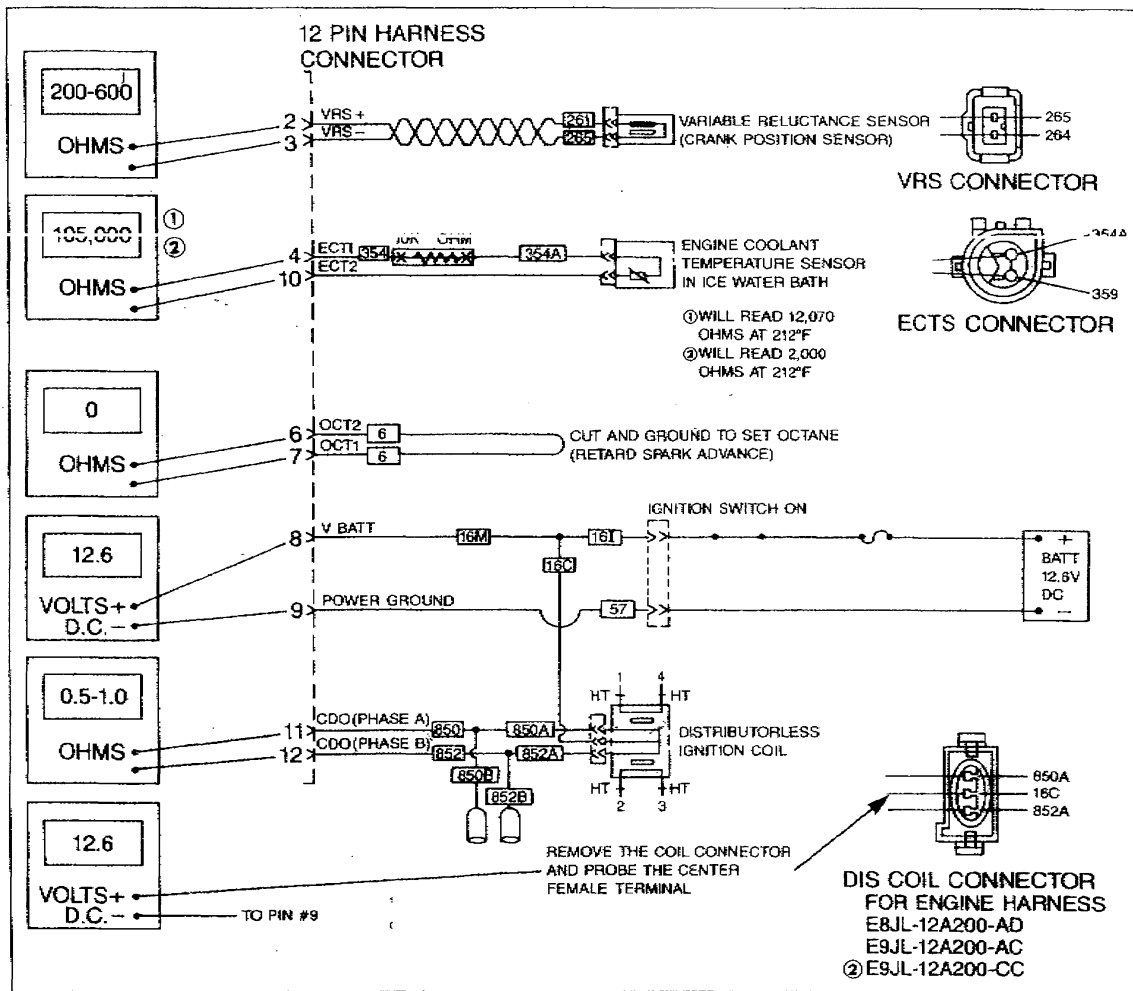 12 PIN HARNESS
CONNECTOR
200-600
OHMS
2
VRS +
3
VRS -
261
265
VARIABLE RELUCTANCE SENSOR
(CRANK POSITION SENSOR)
265
264
VRS CONNECTOR
105,000
①
②
OHMS
4
ECT1
354
10K OHM
354A
10
ECT2
ENGINE COOLANT
TEMPERATURE SENSOR
IN ICE WATER BATH
354A
359
ECTS CONNECTOR
①WILL READ 12,070
OHMS AT 212°F
②WILL READ 2,000
OHMS AT 212°F
0
OHMS
6
OCT2
6
7
OCT1
6
CUT AND GROUND TO SET OCTANE
(RETARD SPARK ADVANCE)
IGNITION SWITCH ON
12.6
VOLTS+
D.C. -
8
V BATT
16M
16I
16C
9
POWER GROUND
57
+
BATT
12.6V
DC
-
0.5-1.0
OHMS
11
CDO(PHASE A)
850
850A
12
CDO(PHASE B)
852
852A
850B
852B
1
4
HT
HT
DISTRIBUTORLESS
IGNITION COIL
HT
HT
2
3
850A
16C
852A
12.6
VOLTS+
D.C. -
TO PIN #9
REMOVE THE COIL CONNECTOR
AND PROBE THE CENTER
FEMALE TERMINAL
DIS COIL CONNECTOR
FOR ENGINE HARNESS
E8JL-12A200-AD
E9JL-12A200-AC
②E9JL-12A200-CC